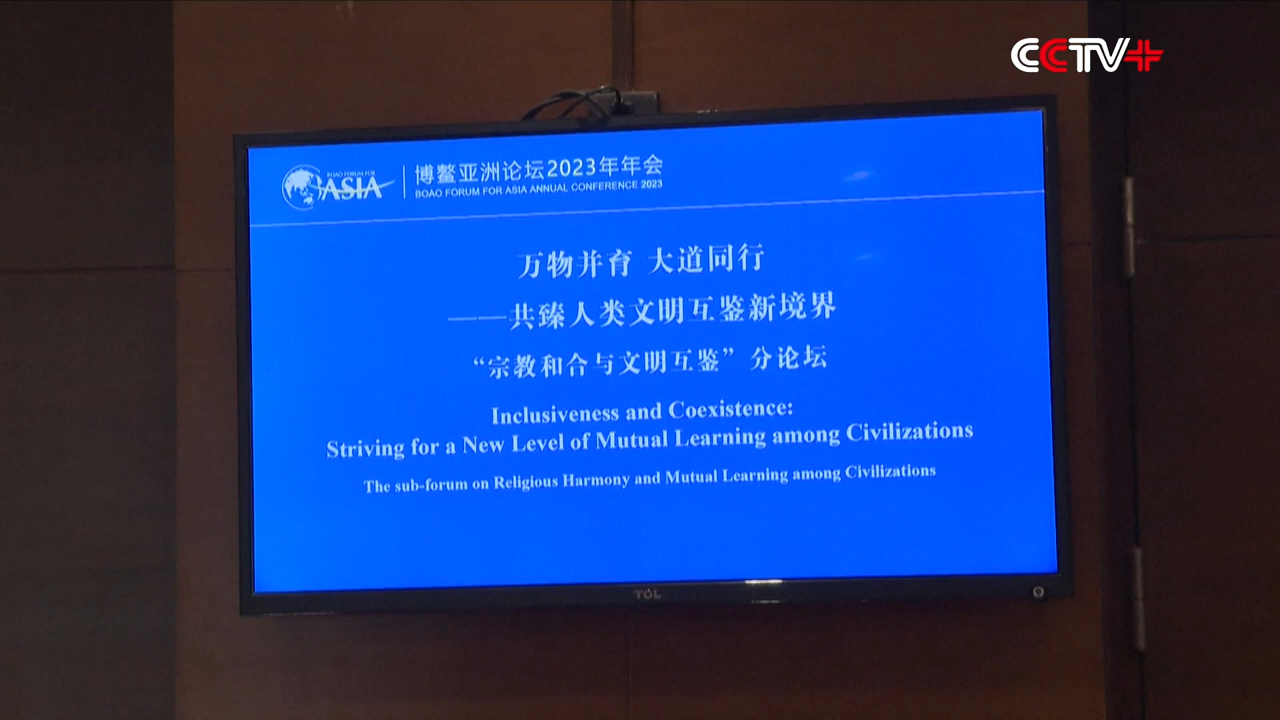 CCTV+
BOAO FORUM FOR
ASIA
博鳌亚洲论坛2023年年会
BOAO FORUM FOR ASIA ANNUAL CONFERENCE 2023
万物并育 大道同行
——共臻人类文明互鉴新境界
“宗教和合与文明互鉴”分论坛
Inclusiveness and Coexistence:
Striving for a New Level of Mutual Learning among Civilizations
The sub-forum on Religious Harmony and Mutual Learning among Civilizations
TCL